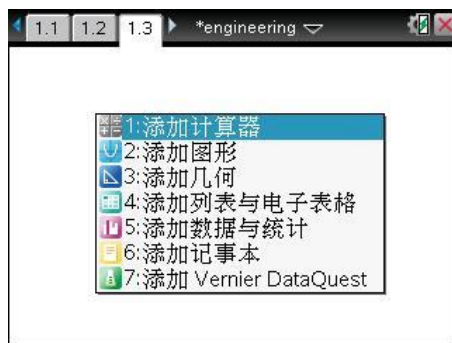 1.1 1.2 1.3 *engineering
1:添加计算器
2:添加图形
3:添加几何
4:添加列表与电子表格
5:添加数据与统计
6:添加记事本
7:添加 Vernier DataQuest